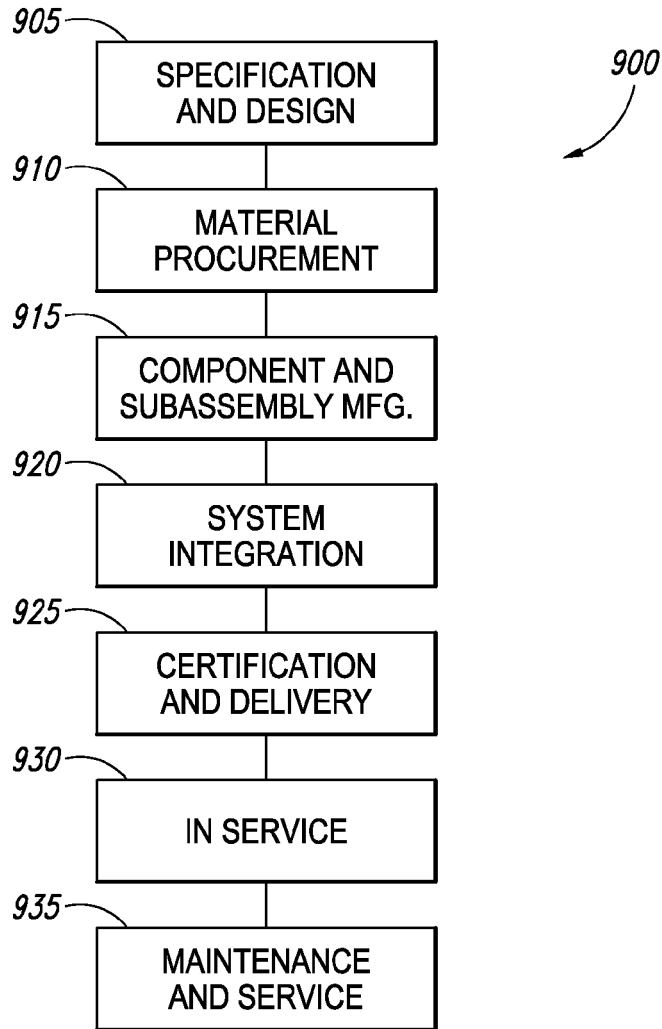 905
SPECIFICATION
AND DESIGN
900
910
MATERIAL
PROCUREMENT
915
COMPONENT AND
SUBASSEMBLY MFG.
920
SYSTEM
INTEGRATION
925
CERTIFICATION
AND DELIVERY
930
IN SERVICE
935
MAINTENANCE
AND SERVICE